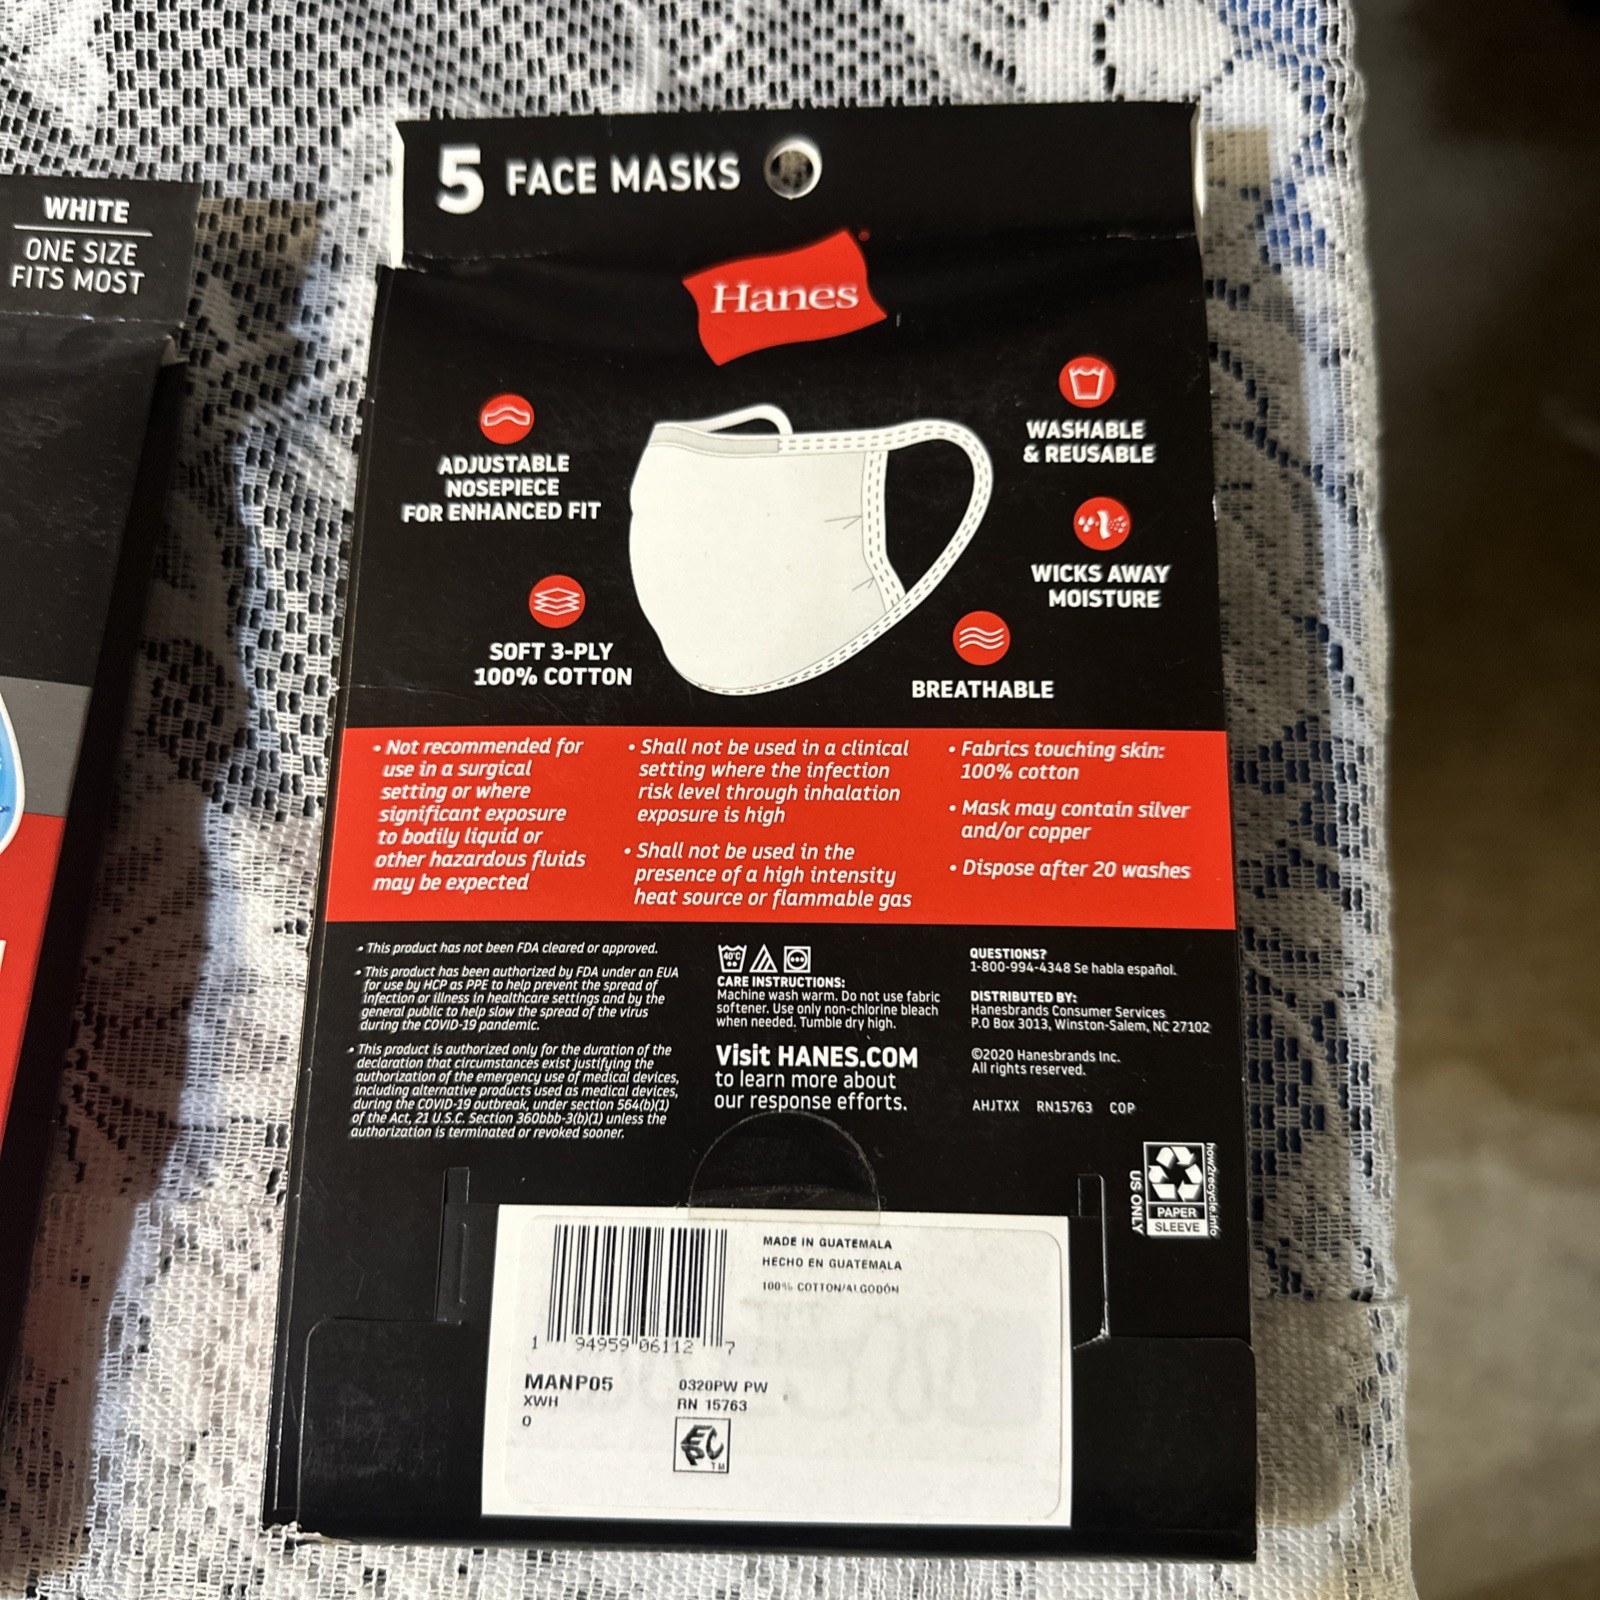 WHITE
ONE SIZE
FITS MOST
5 FACE MASKS
Hanes
ADJUSTABLE
NOSEPIECE
FOR ENHANCED FIT
SOFT 3-PLY
100% COTTON
WASHABLE
& REUSABLE
WICKS AWAY
MOISTURE
BREATHABLE
• Not recommended for
use in a surgical
setting or where
significant exposure
to bodily liquid or
other hazardous fluids
may be expected
• Shall not be used in a clinical
setting where the infection
risk level through inhalation
exposure is high
• Shall not be used in the
presence of a high intensity
heat source or flammable gas
• Fabrics touching skin:
100% cotton
• Mask may contain silver
and/or copper
• Dispose after 20 washes
• This product has not been FDA cleared or approved.
• This product has been authorized by FDA under an EUA
for use by HCP as PPE to help prevent the spread of
infection or illness in healthcare settings and by the
general public to help slow the spread of the virus
during the COVID-19 pandemic.
• This product is authorized only for the duration of the
declaration that circumstances exist justifying the
authorization of the emergency use of medical devices,
including alternative products used as medical devices,
during the COVID-19 outbreak, under section 564(b)(1)
of the Act, 21 U.S.C. Section 360bbb-3(b)(1) unless the
authorization is terminated or revoked sooner.
40°C
CARE INSTRUCTIONS:
Machine wash warm. Do not use fabric
softener. Use only non-chlorine bleach
when needed. Tumble dry high.
Visit HANES.COM
to learn more about
our response efforts.
QUESTIONS?
1-800-994-4348 Se habla español.
DISTRIBUTED BY:
Hanesbrands Consumer Services
P.O Box 3013, Winston-Salem, NC 27102
©2020 Hanesbrands Inc.
All rights reserved.
AHJTXX RN15763 COP
US ONLY
PAPER
SLEEVE
how2recycle.info
1 94959 06112 7
MADE IN GUATEMALA
HECHO EN GUATEMALA
100% COTTON/ALGODÓN
MANP05
XWH
0
0320PW PW
RN 15763
EPC
TM